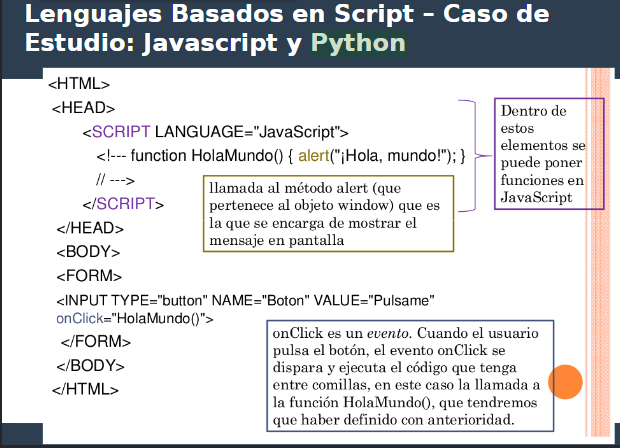 Lenguajes Basados en Script – Caso de
Estudio: Javascript y Python
<HTML>
<HEAD>
<SCRIPT LANGUAGE="JavaScript">
<!--- function HolaMundo() { alert("¡Hola, mundo!"); }
// --->
</SCRIPT>
</HEAD>
<BODY>
<FORM>
<INPUT TYPE="button" NAME="Boton" VALUE="Pulsame"
onClick="HolaMundo()">
</FORM>
</BODY>
</HTML>
Dentro de
estos
elementos se
puede poner
funciones en
JavaScript
llamada al método alert (que
pertenece al objeto window) que es
la que se encarga de mostrar el
mensaje en pantalla
onClick es un evento. Cuando el usuario
pulsa el botón, el evento onClick se
dispara y ejecuta el código que tenga
entre comillas, en este caso la llamada a
la función HolaMundo(), que tendremos
que haber definido con anterioridad.